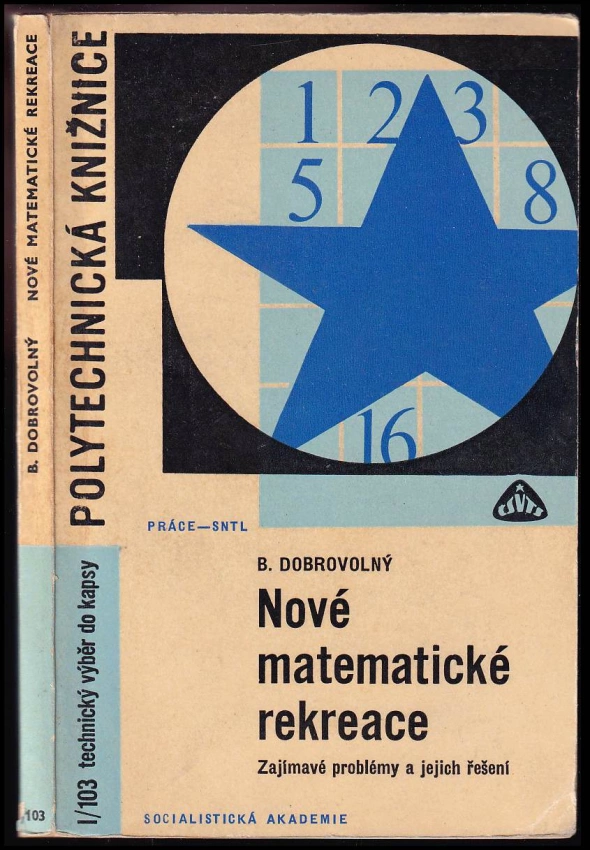 B. DOBROVOLNÝ NOVÉ MATEMATICKÉ REKREACE
103
POLYTECHNICKÁ KNIŽNICE
I/103 technický výběr do kapsy
1 2 3
5 8
16
ČSVTS
PRÁCE—SNTL
B. DOBROVOLNÝ
Nové
matematické
rekreace
Zajímavé problémy a jejich řešení
SOCIALISTICKÁ AKADEMIE